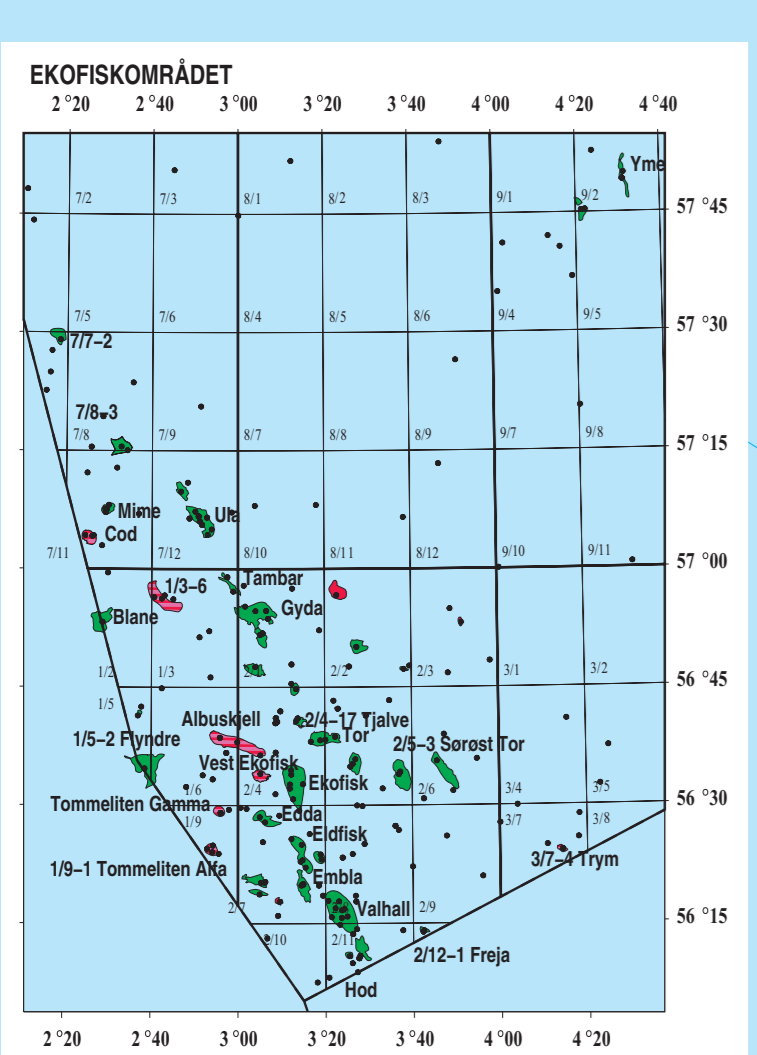 EKOFISKOMRÅDET
2 °20 2 °40 3 °00 3 °20 3 °40 4 °00 4 °20 4 °40
Yme
7/2 7/3 8/1 8/2 8/3 9/1 9/2
57 °45
7/5 7/6 8/4 8/5 8/6 9/4 9/5
57 °30
7/7–2
7/8–3
7/8 7/9 8/7 8/8 8/9 9/7 9/8
57 °15
Mime Ula
Cod
7/11 7/12 8/10 8/11 8/12 9/10 9/11
57 °00
1/3–6 Tambar
Gyda
Blane
1/2 1/3 2/2 2/3 3/1 3/2
56 °45
1/5
Albuskjell 2/4–17 Tjalve
1/5–2 Flyndre Tor 2/5–3 Sørøst Tor
Vest Ekofisk
Ekofisk
1/6 2/4 2/6 3/4 3/5
56 °30
Tommeliten Gamma
Edda
1/9 3/7 3/8
Eldfisk
3/7–4 Trym
1/9–1 Tommeliten Alfa
Embla
2/7 Valhall 2/9
56 °15
2/10 2/11
2/12–1 Freja
Hod
2 °20 2 °40 3 °00 3 °20 3 °40 4 °00 4 °20